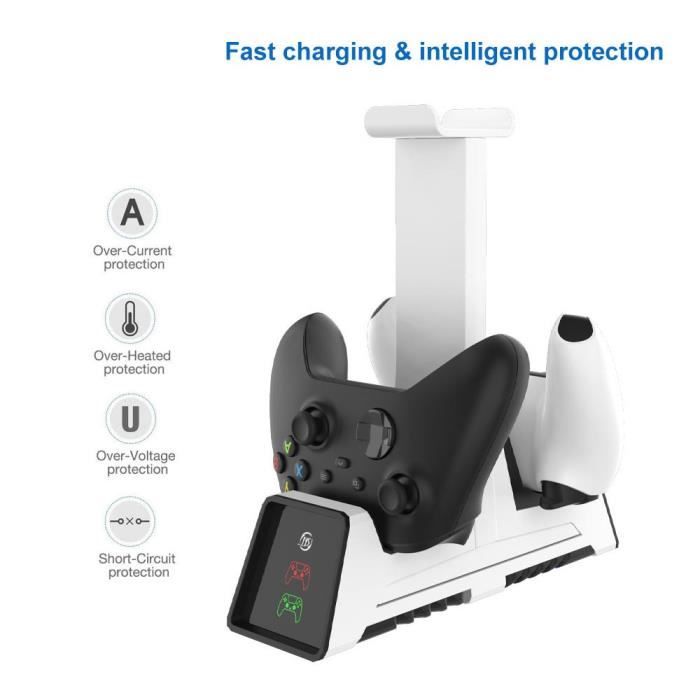 Fast charging & intelligent protection
A
Over-Current
protection
Over-Heated
protection
U
Over-Voltage
protection
Short-Circuit
protection
A
X
Y